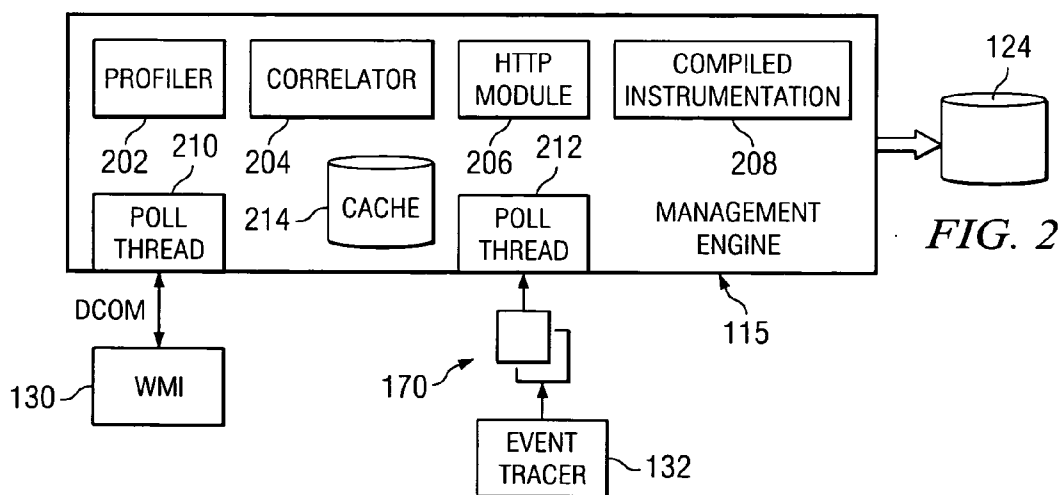 PROFILER
CORRELATOR
HTTP
MODULE
COMPILED
INSTRUMENTATION
124
202
210
204
206
212
208
POLL
THREAD
214
CACHE
POLL
THREAD
MANAGEMENT
ENGINE
FIG. 2
DCOM
115
130
WMI
170
EVENT
TRACER
132